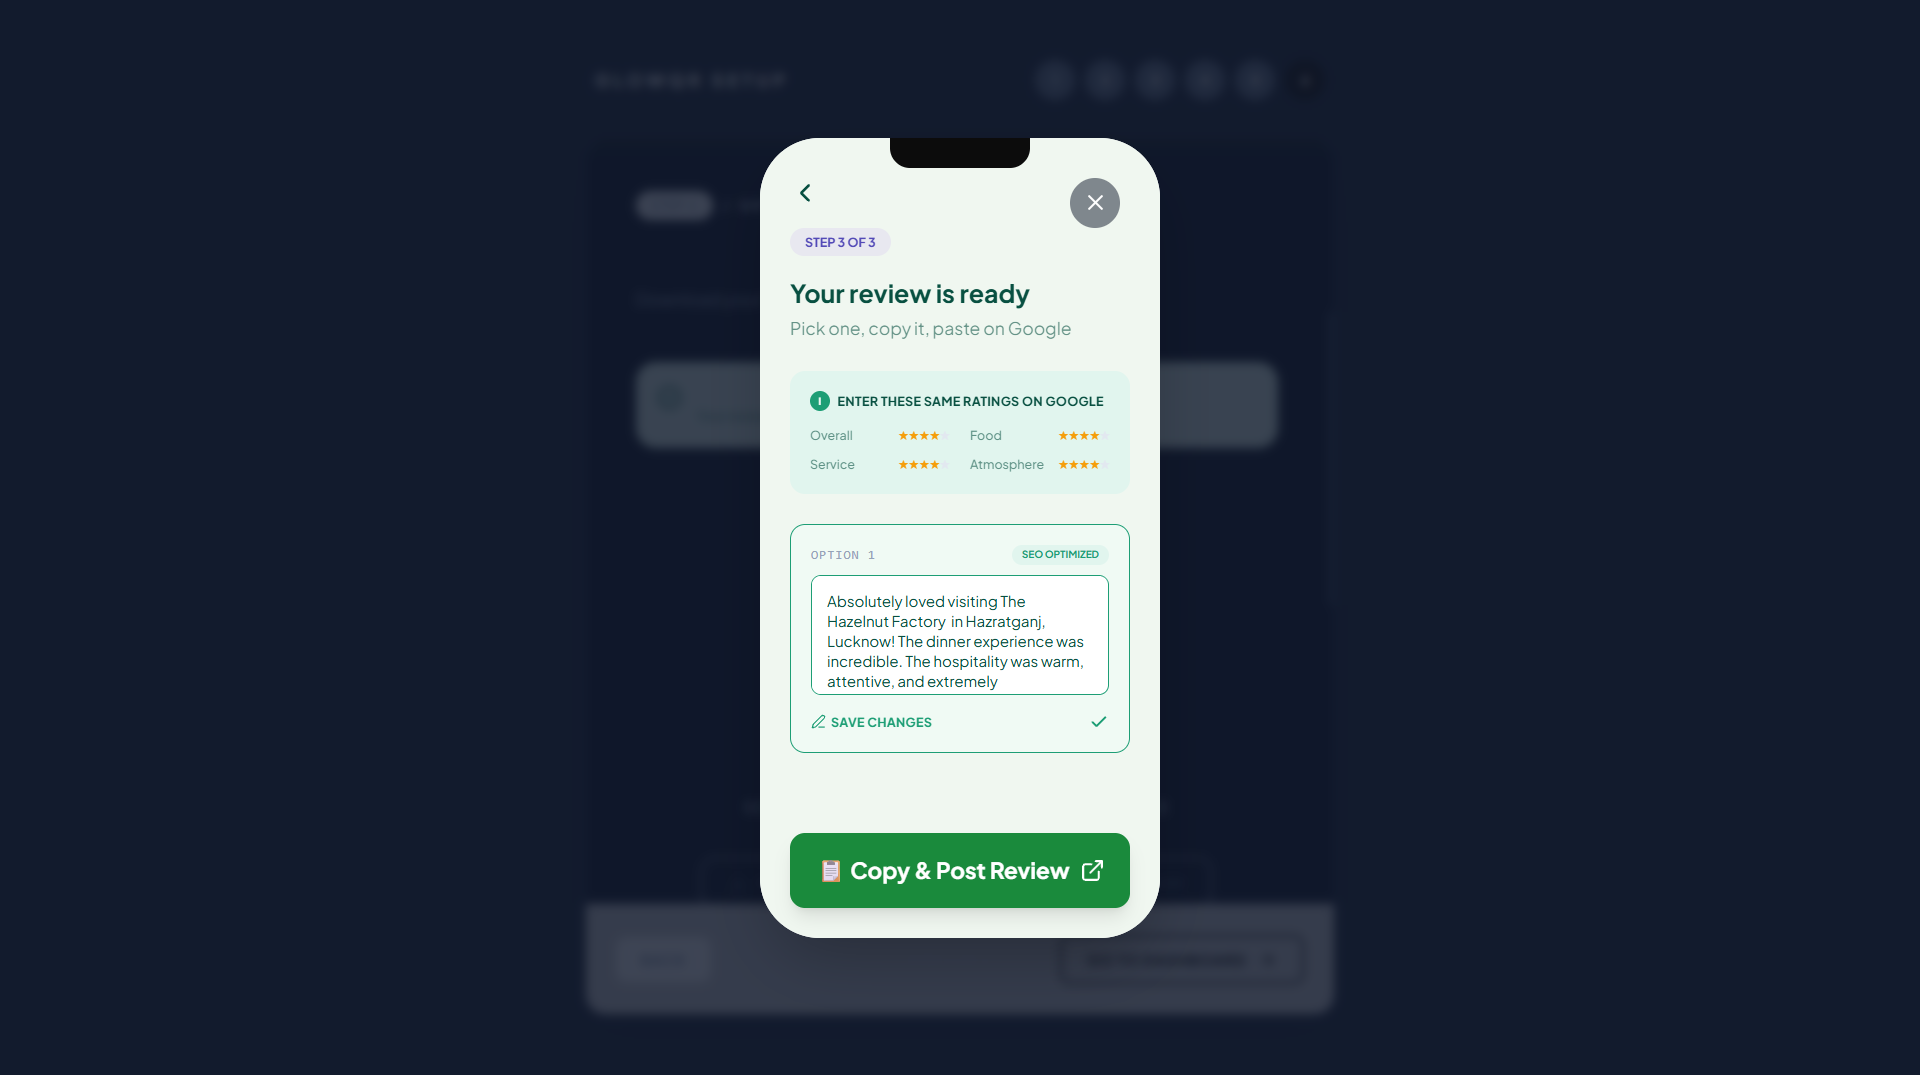 GLOWQR SETUP
STEP 3 OF 3
Your review is ready
Pick one, copy it, paste on Google
I ENTER THESE SAME RATINGS ON GOOGLE
Overall ★★★★★ Food ★★★★★
Service ★★★★★ Atmosphere ★★★★★
OPTION 1 SEO OPTIMIZED
Absolutely loved visiting The
Hazelnut Factory in Hazratganj,
Lucknow! The dinner experience was
incredible. The hospitality was warm,
attentive, and extremely
SAVE CHANGES
Copy & Post Review